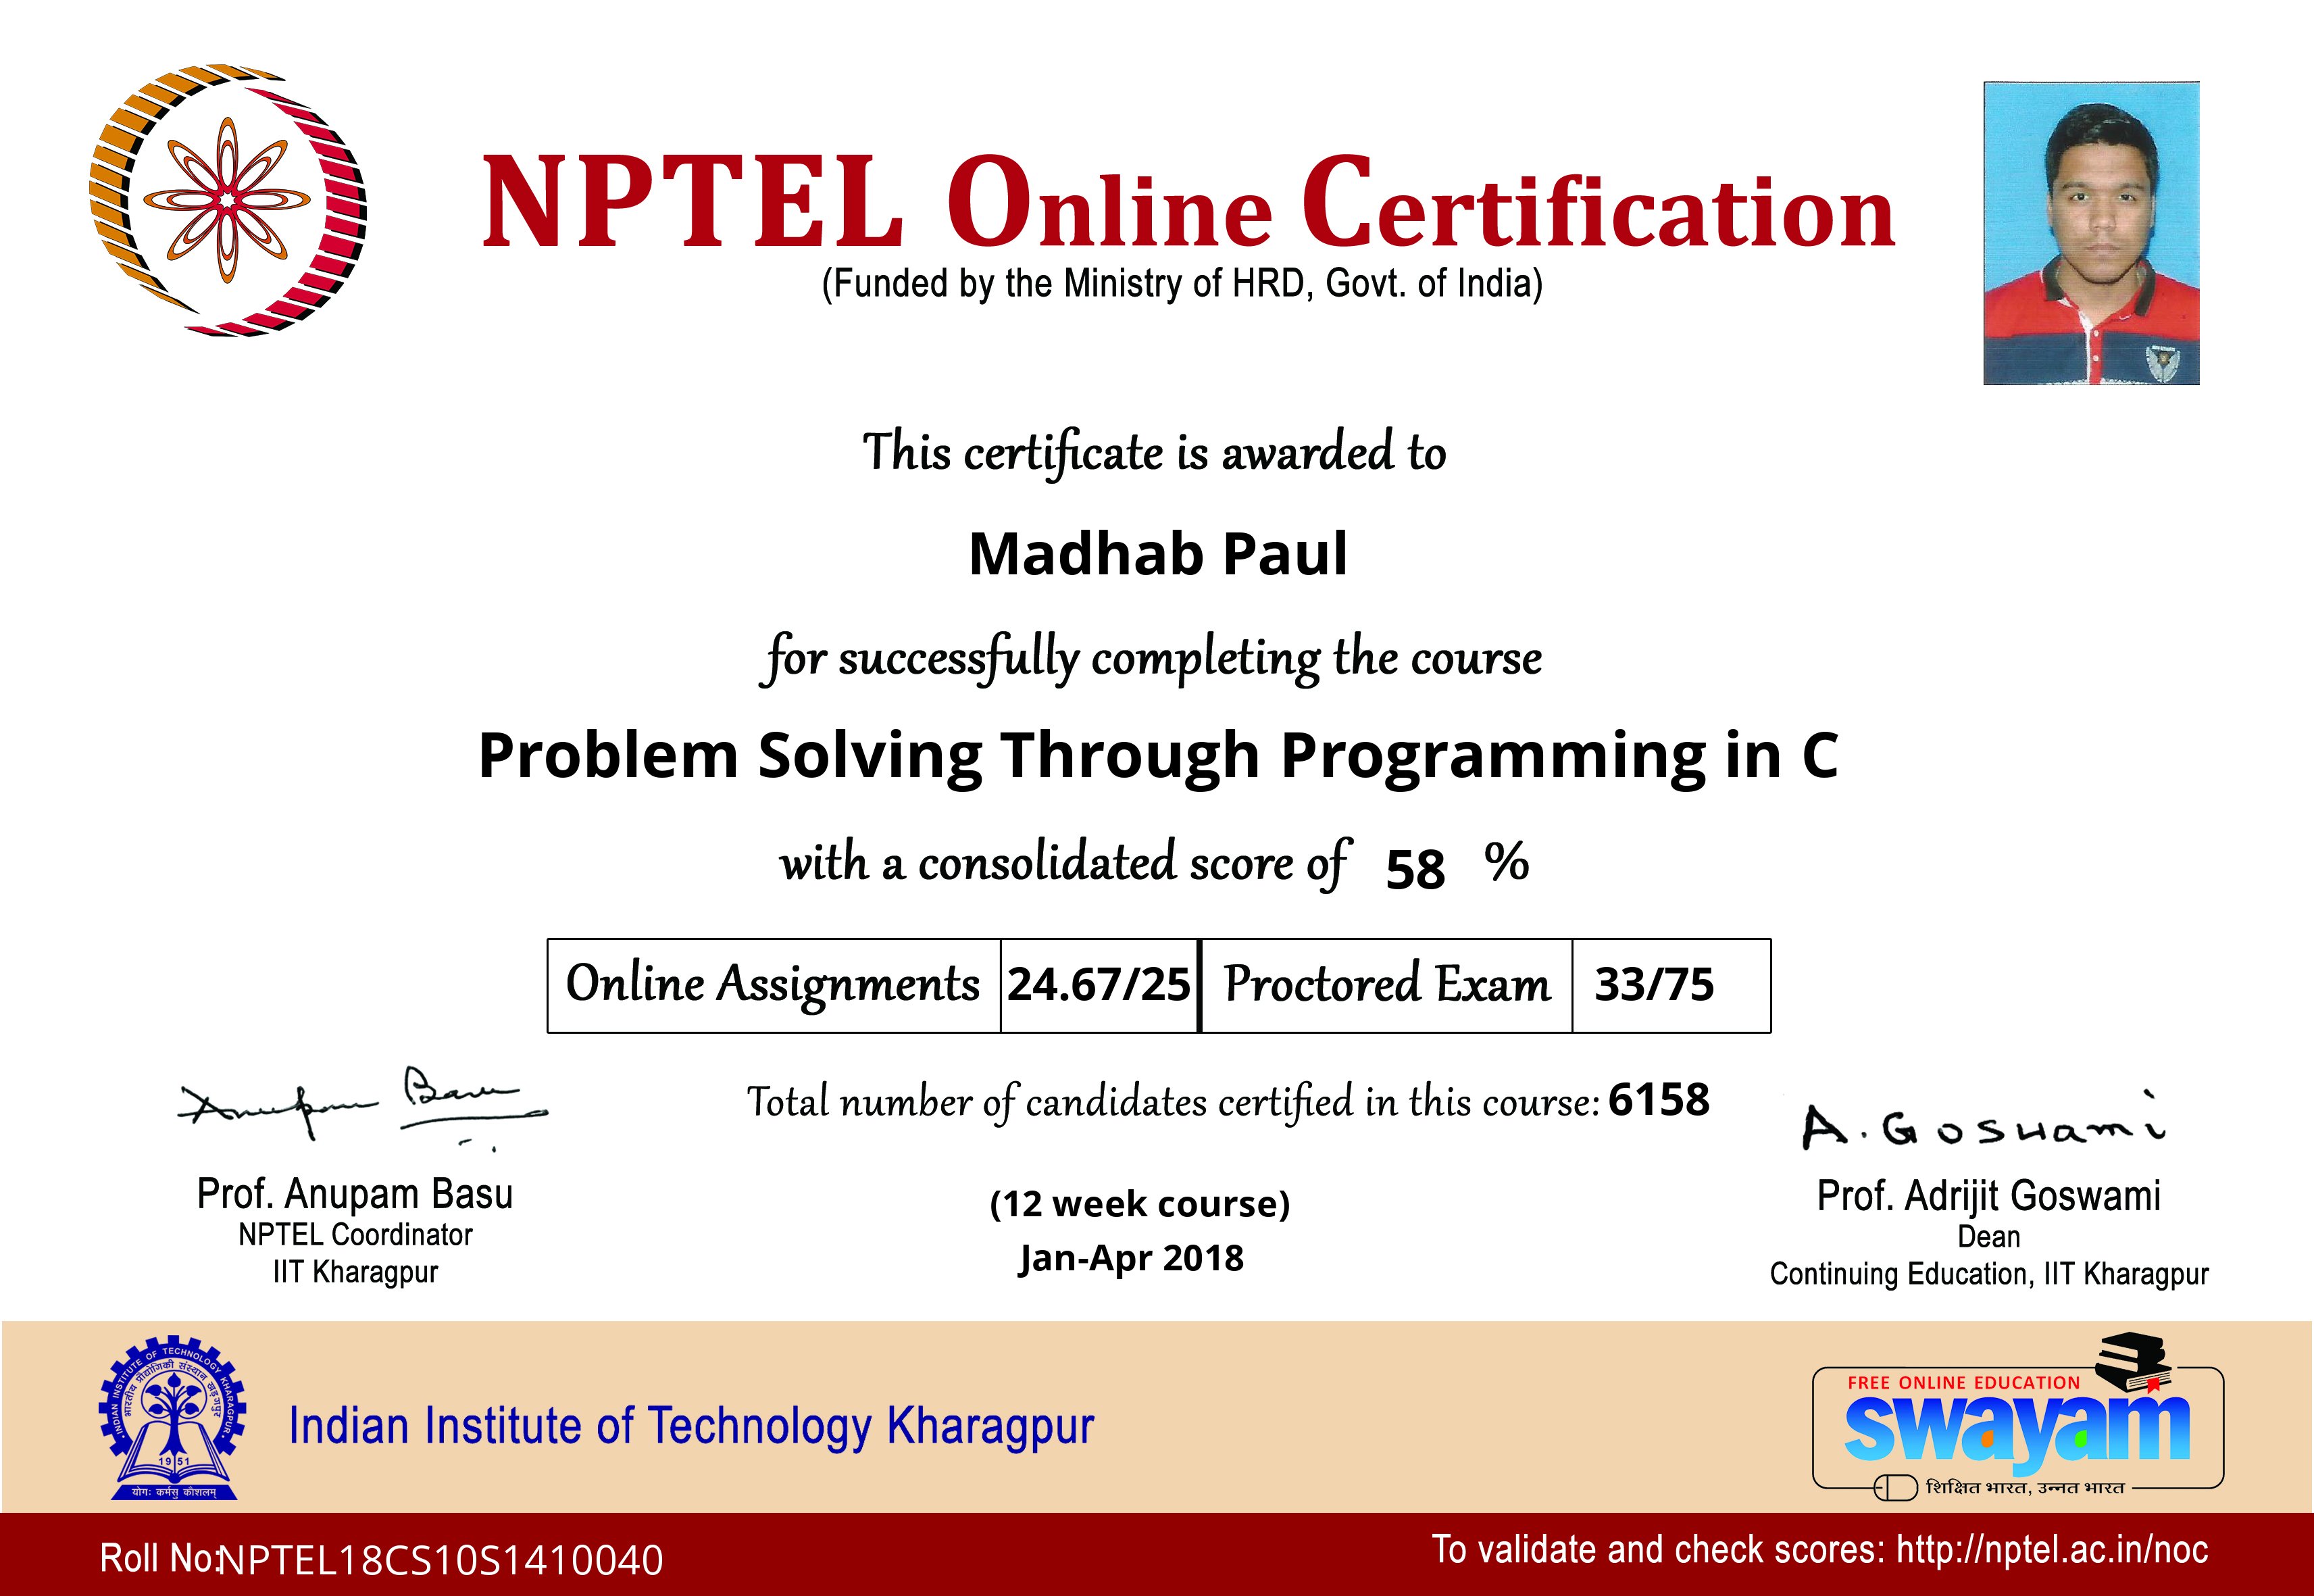 NPTEL Online Certification
(Funded by the Ministry of HRD, Govt. of India)
This certificate is awarded to
Madhab Paul
for successfully completing the course
Problem Solving Through Programming in C
with a consolidated score of 58 %
Online Assignments 24.67/25 Proctored Exam 33/75
Total number of candidates certified in this course: 6158
Anupam Basu
A. Goswami
Prof. Anupam Basu
NPTEL Coordinator
IIT Kharagpur
(12 week course)
Jan-Apr 2018
Prof. Adrijit Goswami
Dean
Continuing Education, IIT Kharagpur
INDIAN INSTITUTE OF TECHNOLOGY KHARAGPUR
भारतीय प्रौद्योगिकी संस्थान खड़गपुर
19 51
योगः कर्मसु कौशलम्
Indian Institute of Technology Kharagpur
FREE ONLINE EDUCATION
swayam
शिक्षित भारत, उन्नत भारत
Roll No:NPTEL18CS10S1410040
To validate and check scores: http://nptel.ac.in/noc